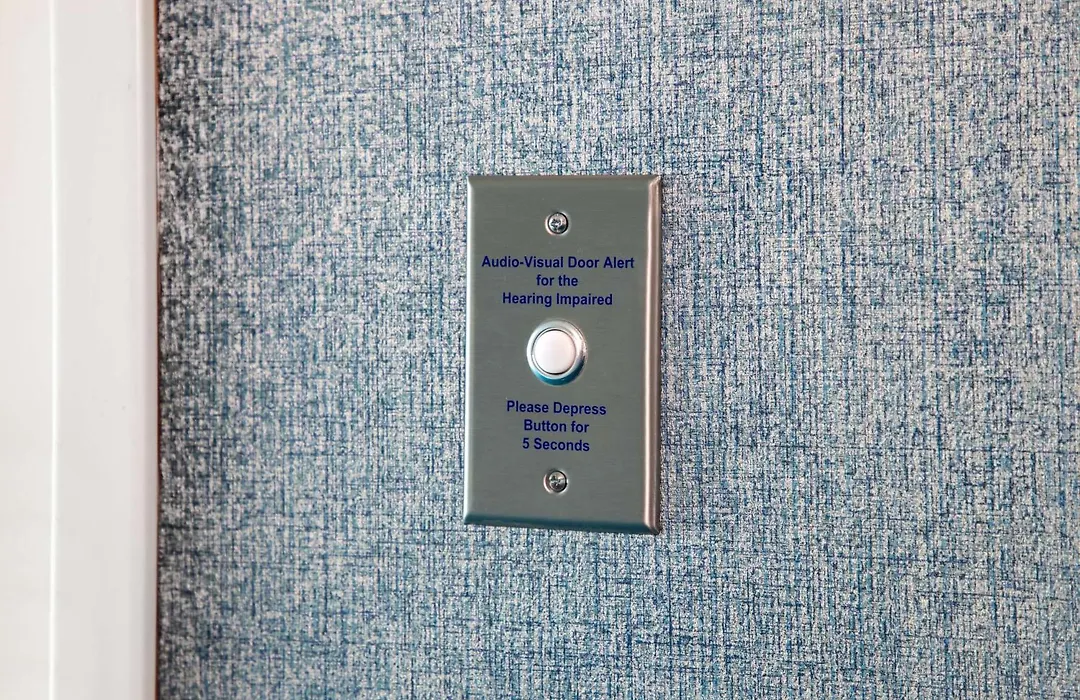 Audio-Visual Door Alert
for the
Hearing Impaired
Please Depress
Button for
5 Seconds